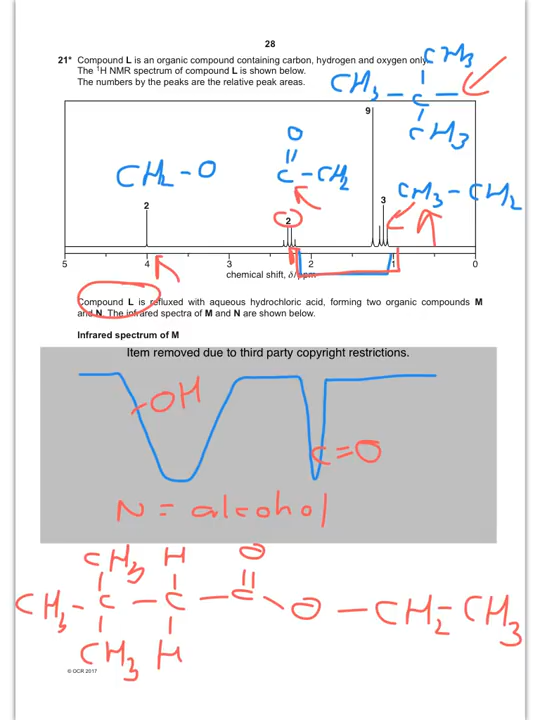 28
21* Compound L is an organic compound containing carbon, hydrogen and oxygen only.
The ¹H NMR spectrum of compound L is shown below.
The numbers by the peaks are the relative peak areas.
CH3
CH3 - C -
CH3
9
O
CH2 - O
C - CH2
CH3 - CH2
2
2
3
5 4 3 2 1 0
chemical shift, δ/ppm
Compound L is refluxed with aqueous hydrochloric acid, forming two organic compounds M
and N. The infrared spectra of M and N are shown below.
Infrared spectrum of M
Item removed due to third party copyright restrictions.
-OH
C=O
N = alcohol
CH3 H O
CH3 - C - C - C - O - CH2 - CH3
CH3 H
© OCR 2017